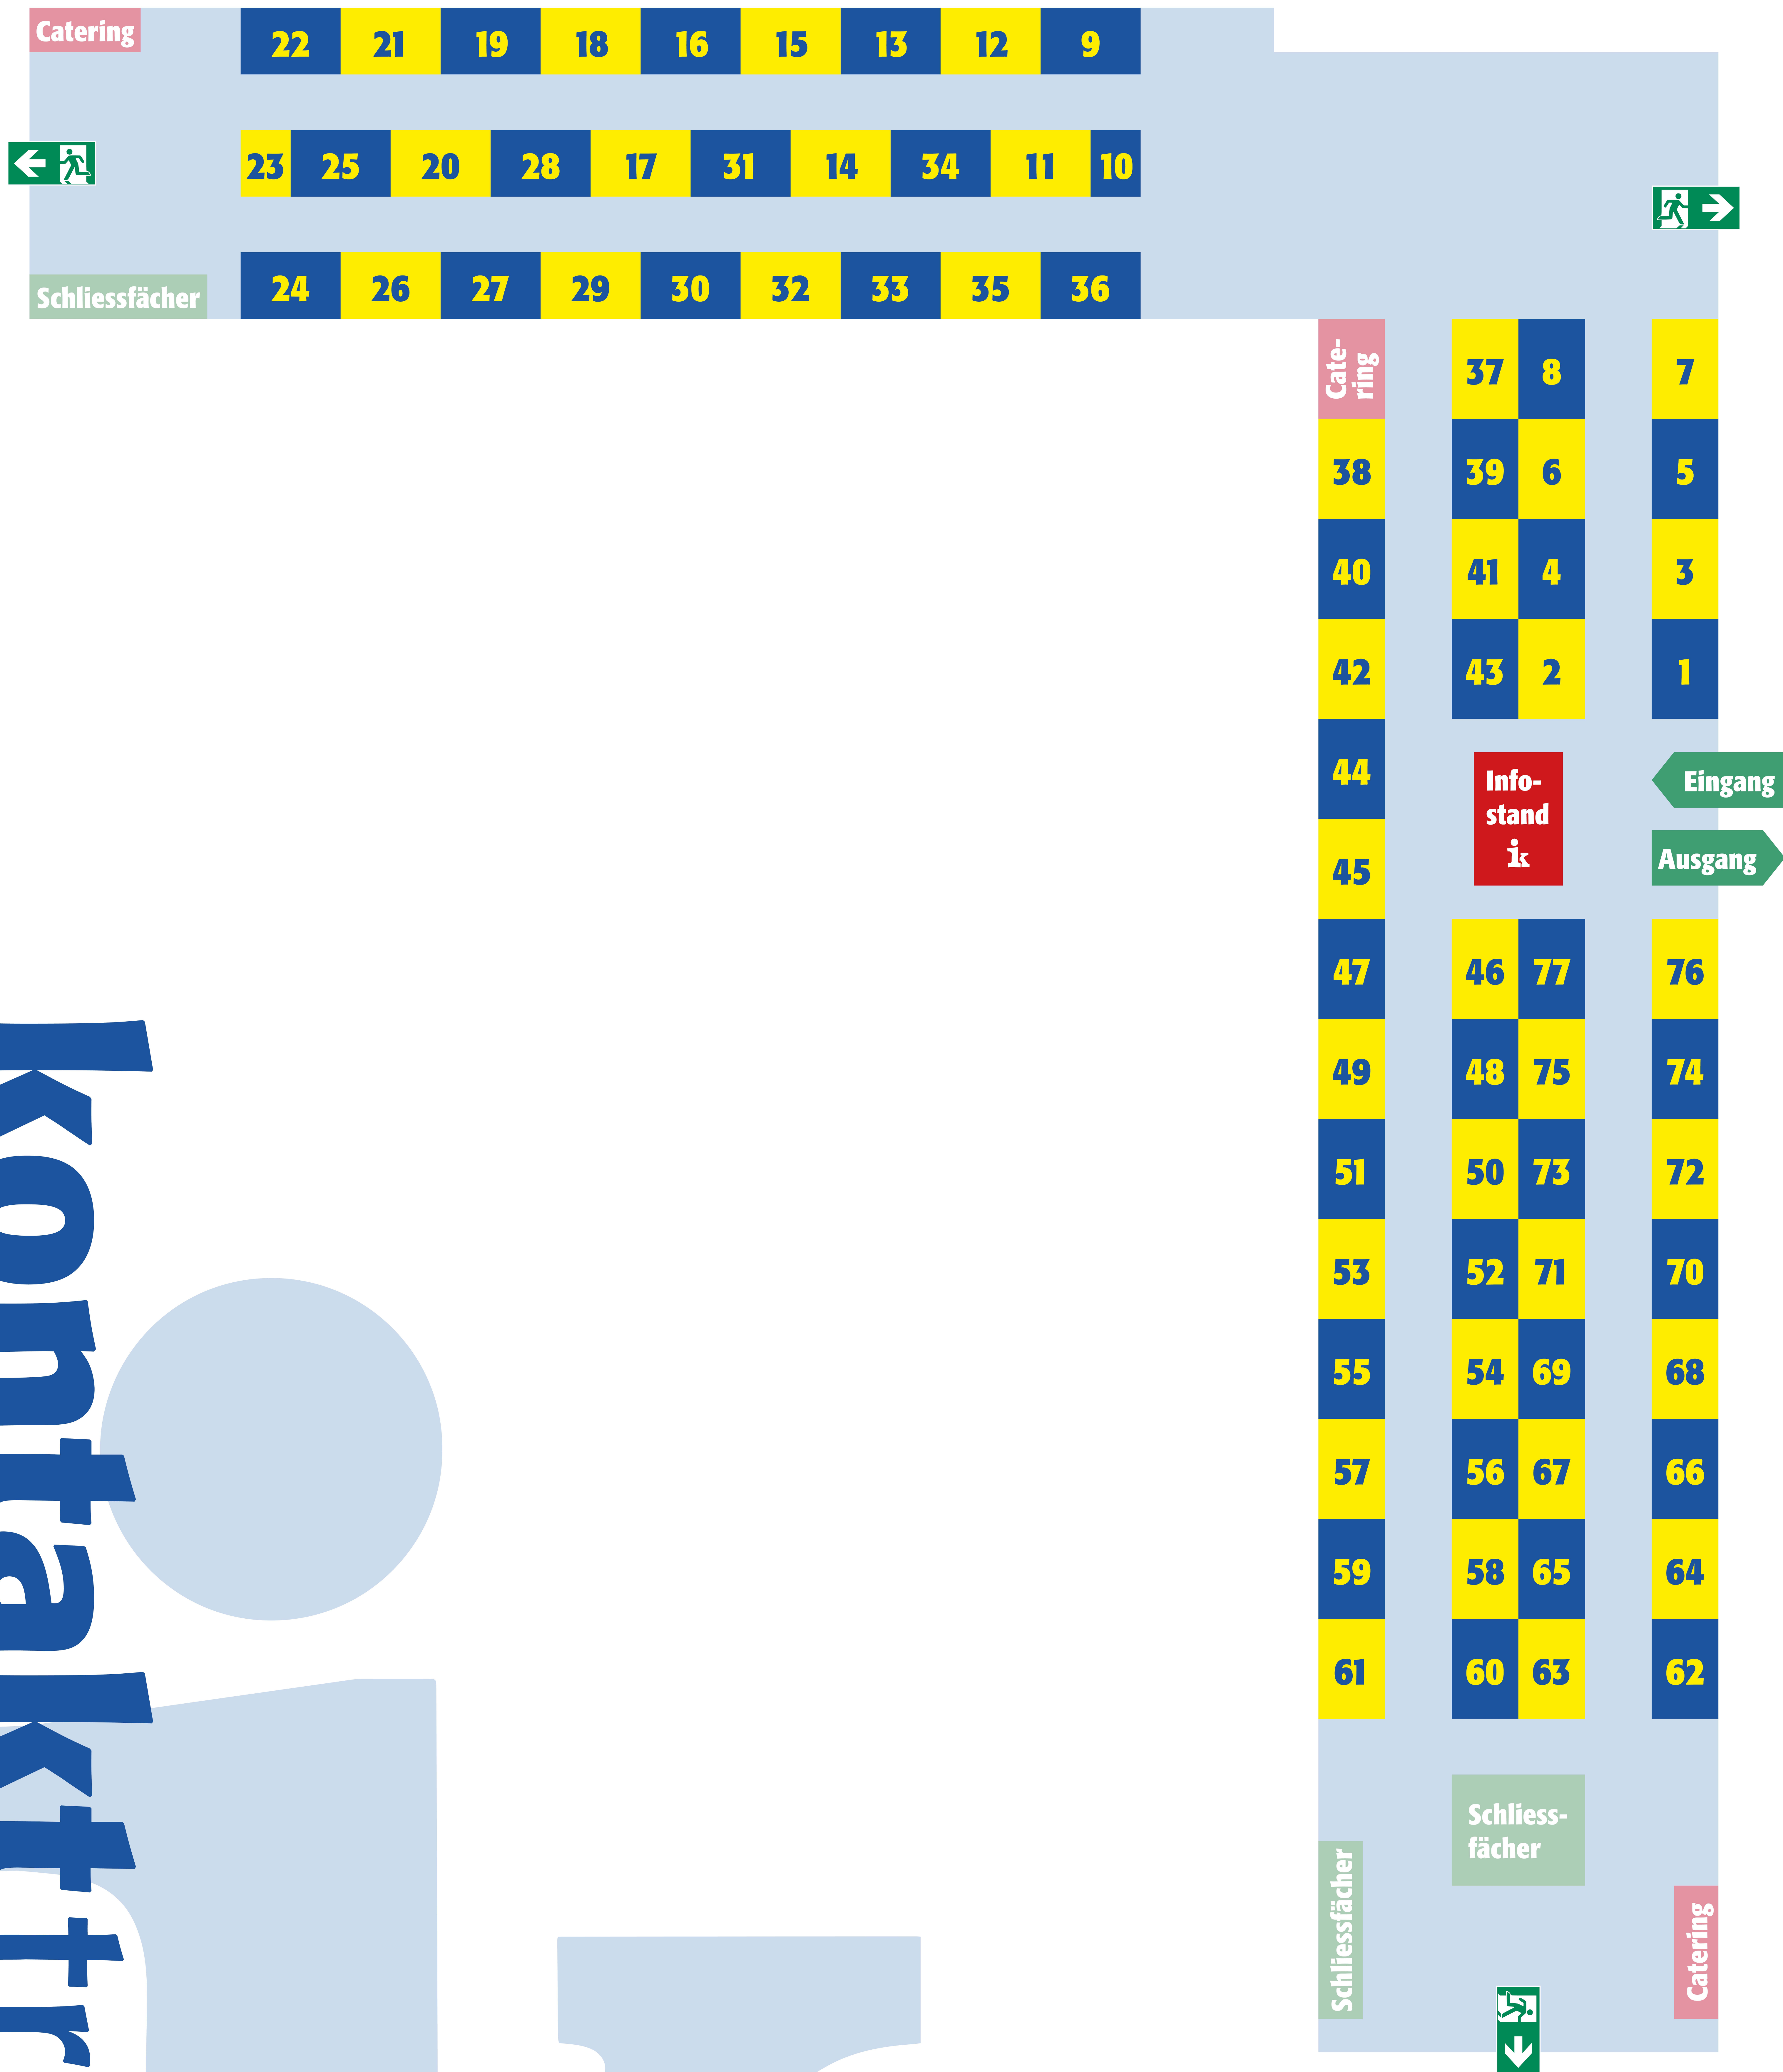 Catering
22 21 19 18 16 15 13 12 9
23 25 20 28 17 31 14 34 11 10
Schliessfächer
24 26 27 29 30 32 33 35 36
Cate-
ring
37 8 7
38 39 6 5
40 41 4 3
42 43 2 1
44
Info-
stand
ik
Eingang
45
Ausgang
47 46 77 76
49 48 75 74
51 50 73 72
53 52 71 70
55 54 69 68
57 56 67 66
59 58 65 64
61 60 63 62
Schliess-
fächer
Schliessfächer
Catering
kontakttr